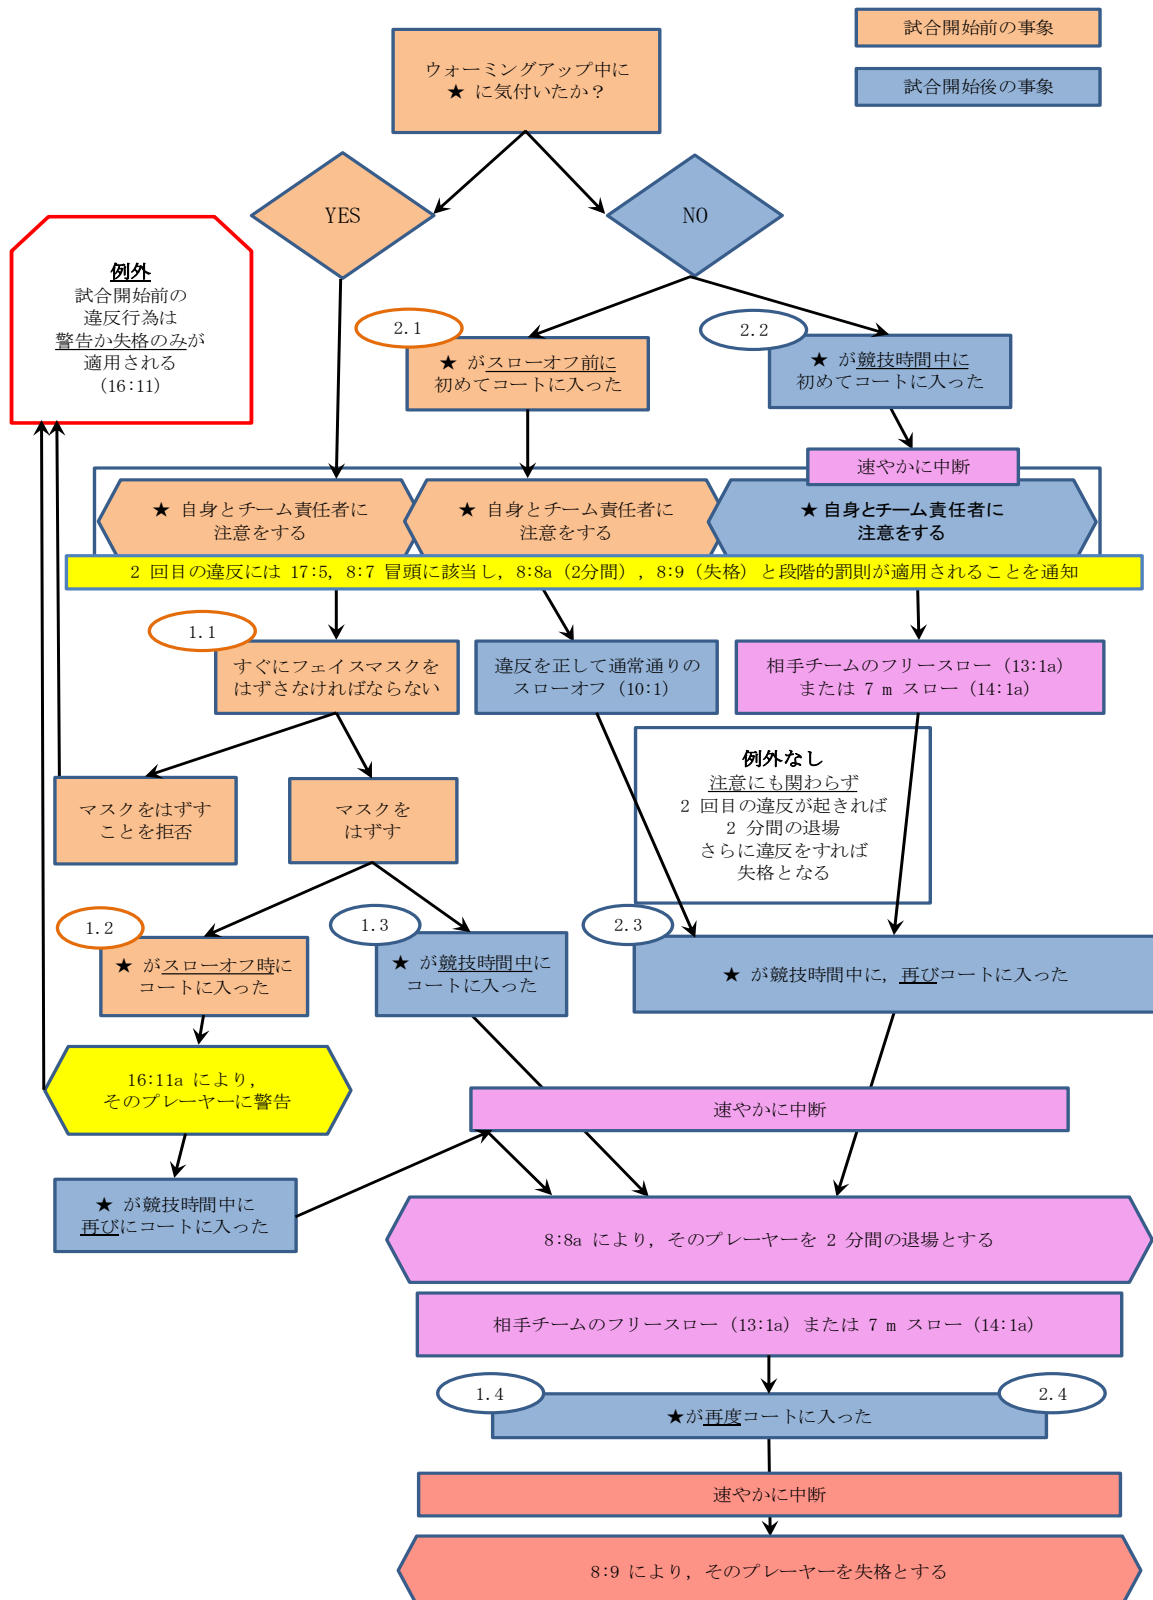 試合開始前の事象
試合開始後の事象
ウォーミングアップ中に
★ に気付いたか？
YES
NO
例外
試合開始前の
違反行為は
警告か失格のみが
適用される
(16:11)
2.1
★ がスローオフ前に
初めてコートに入った
2.2
★ が競技時間中に
初めてコートに入った
速やかに中断
★ 自身とチーム責任者に
注意をする
★ 自身とチーム責任者に
注意をする
★ 自身とチーム責任者に
注意をする
2 回目の違反には 17:5，8:7 冒頭に該当し，8:8a（2分間），8:9（失格）と段階的罰則が適用されることを通知
1.1
すぐにフェイスマスクを
はずさなければならない
違反を正して通常通りの
スローオフ（10:1）
相手チームのフリースロー（13:1a）
または 7 m スロー（14:1a）
例外なし
注意にも関わらず
2 回目の違反が起きれば
2 分間の退場
さらに違反をすれば
失格となる
マスクをはずす
ことを拒否
マスクを
はずす
1.2
★ がスローオフ時に
コートに入った
1.3
★ が競技時間中に
コートに入った
2.3
★ が競技時間中に，再びコートに入った
16:11a により，
そのプレーヤーに警告
速やかに中断
★ が競技時間中に
再びにコートに入った
8:8a により，そのプレーヤーを 2 分間の退場とする
相手チームのフリースロー（13:1a）または 7 m スロー（14:1a）
1.4
2.4
★が再度コートに入った
速やかに中断
8:9 により，そのプレーヤーを失格とする